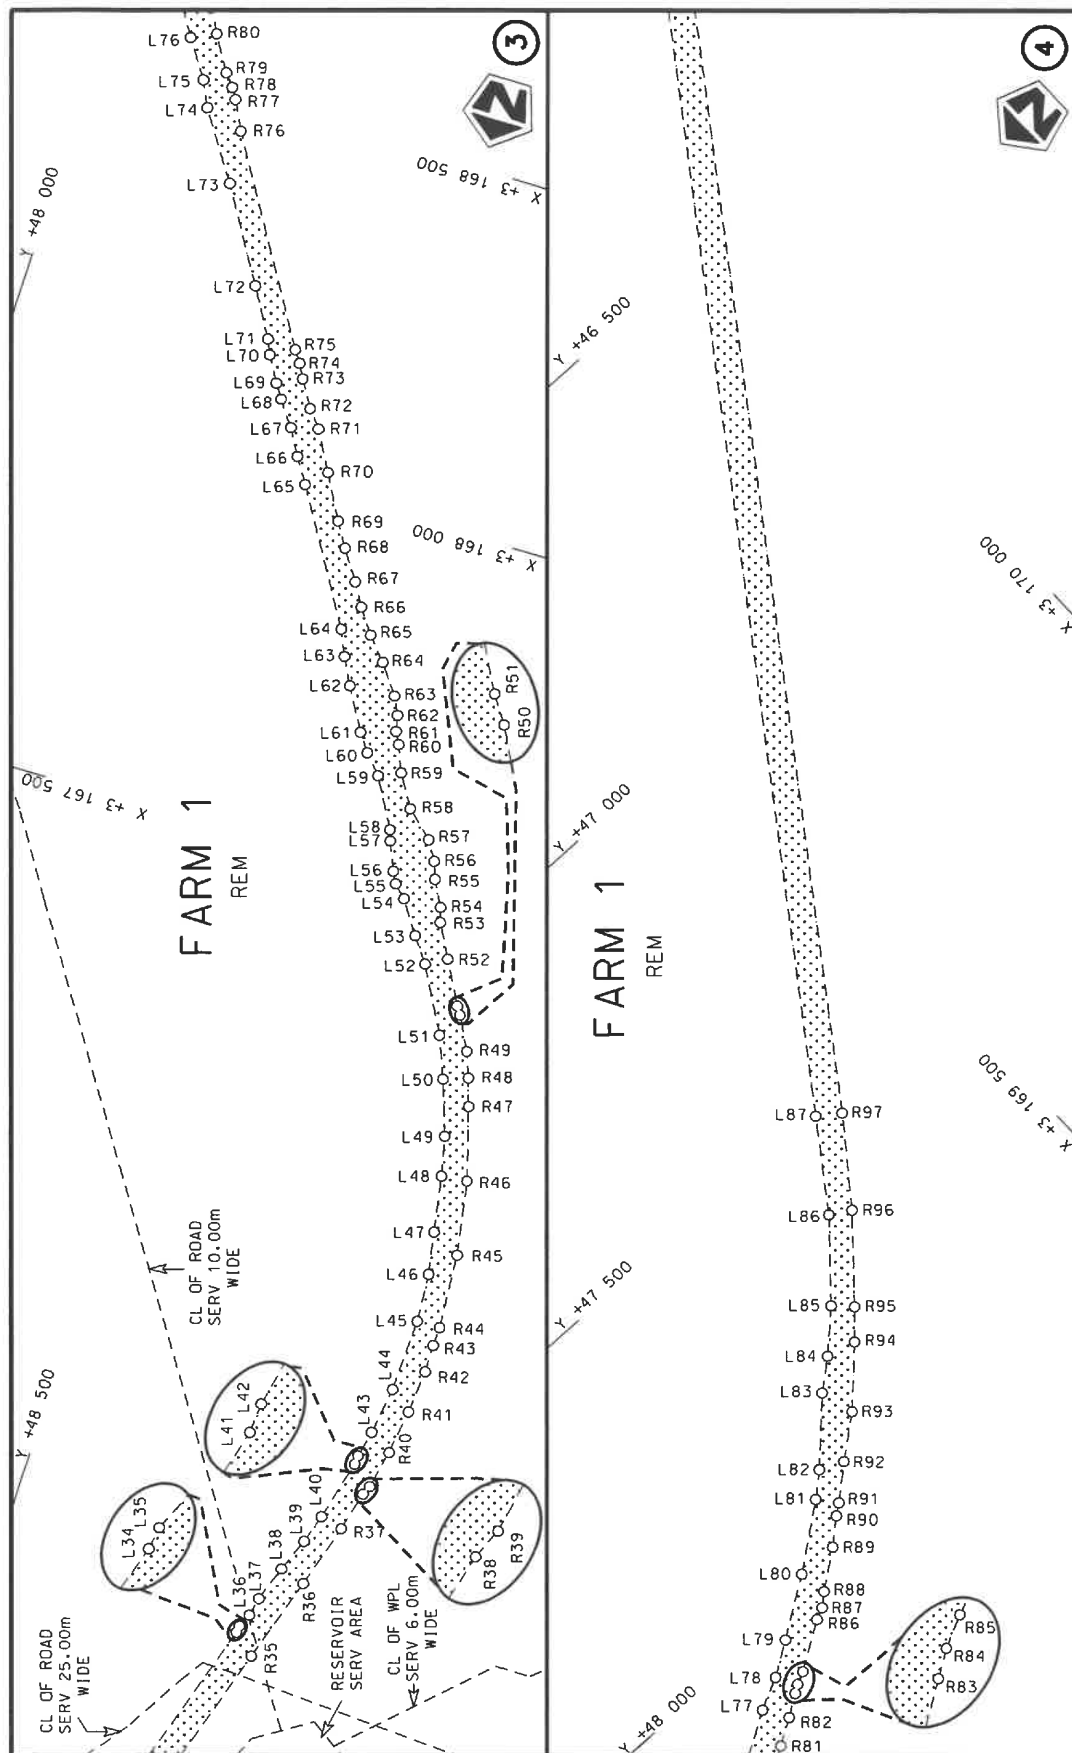 3
L76
R80
L75
R79
R78
R77
L74
R76
L73
X +3 168 500
Y +48 000
L72
L71
L70
R75
R74
R73
L69
L68
R72
L67
R71
L66
R70
L65
R69
R68
X +3 168 000
R67
R66
L64
R65
L63
R64
L62
R63
R62
L61
R61
R60
L60
L59
R59
R51
R50
X +3 167 500
FARM 1
REM
R58
L58
L57
R57
R56
L56
L55
R55
L54
R54
R53
L53
L52
R52
L51
R49
L50
R48
R47
L49
L48
R46
L47
R45
L46
CL OF ROAD
SERV 10.00m
WIDE
L45
R44
R43
L44
R42
R41
L43
R40
L42
L41
Y +48 500
L40
R37
L39
L38
R36
R39
R38
L35
L34
L37
L36
R35
CL OF ROAD
SERV 25.00m
WIDE
RESERVOIR
SERV AREA
CL OF WPL
SERV 6.00m
WIDE
4
Y +46 500
X +3 170 000
Y +47 000
FARM 1
REM
X +3 169 500
L87
R97
L86
R96
Y +47 500
L85
R95
R94
L84
L83
R93
L82
R92
L81
R91
R90
R89
L80
R88
R87
R86
L79
R85
R84
R83
L78
L77
R82
R81
Y +48 000